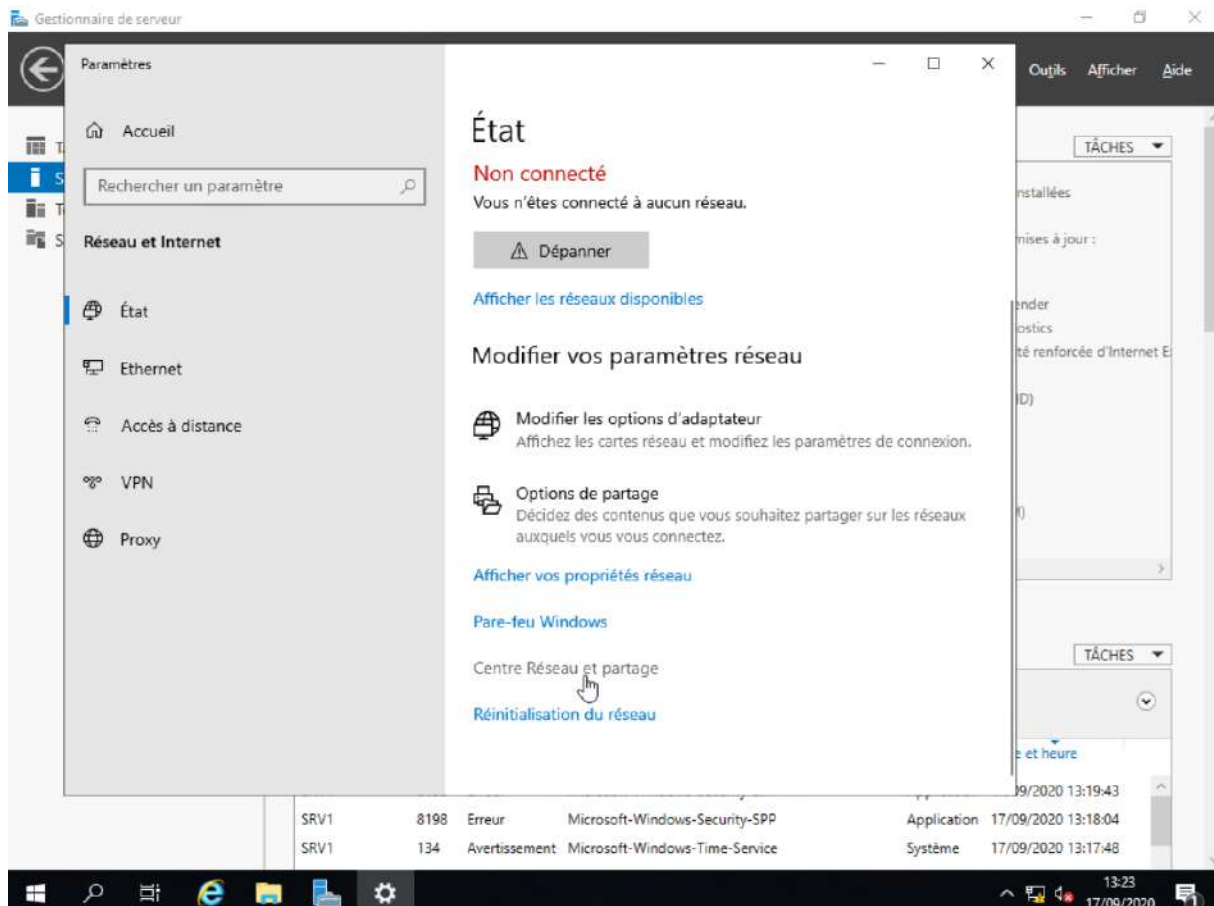 Gestionnaire de serveur
Paramètres
Outils Afficher Aide
Accueil
Rechercher un paramètre
Réseau et Internet
État
Ethernet
Accès à distance
VPN
Proxy
État
Non connecté
Vous n'êtes connecté à aucun réseau.
Dépanner
Afficher les réseaux disponibles
Modifier vos paramètres réseau
Modifier les options d'adaptateur
Affichez les cartes réseau et modifiez les paramètres de connexion.
Options de partage
Décidez des contenus que vous souhaitez partager sur les réseaux
auxquels vous vous connectez.
Afficher vos propriétés réseau
Pare-feu Windows
Centre Réseau et partage
Réinitialisation du réseau
TÂCHES
nstallées
mises à jour :
ender
ostics
té renforcée d'Internet E
ID)
TÂCHES
e et heure
09/2020 13:19:43
SRV1 8198 Erreur Microsoft-Windows-Security-SPP Application 17/09/2020 13:18:04
SRV1 134 Avertissement Microsoft-Windows-Time-Service Système 17/09/2020 13:17:48
13:23
17/09/2020